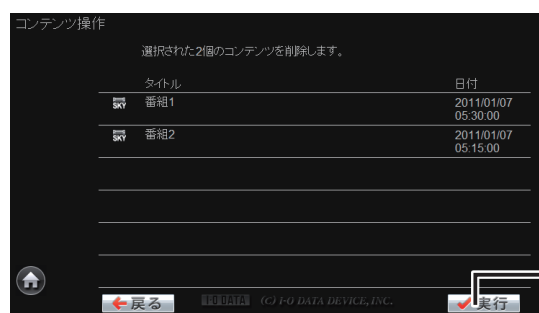 コンテンツ操作
選択された2個のコンテンツを削除します。
タイトル 日付
SKY 番組1 2011/01/07
05:30:00
SKY 番組2 2011/01/07
05:15:00
戻る I-O DATA (C) I-O DATA DEVICE, INC. 実行